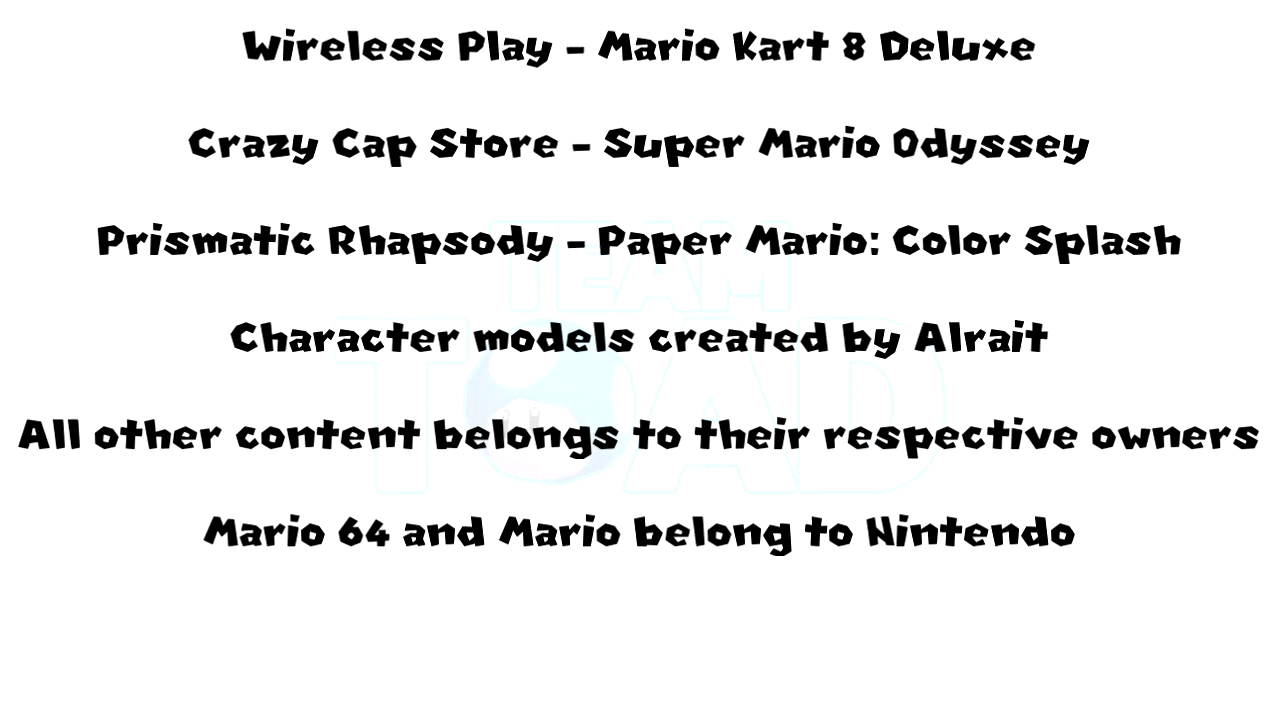 Wireless Play - Mario Kart 8 Deluxe
Crazy Cap Store - Super Mario Odyssey
Prismatic Rhapsody - Paper Mario: Color Splash
TEAM
Character models created by Alrait
TOAD
All other content belongs to their respective owners
Mario 64 and Mario belong to Nintendo